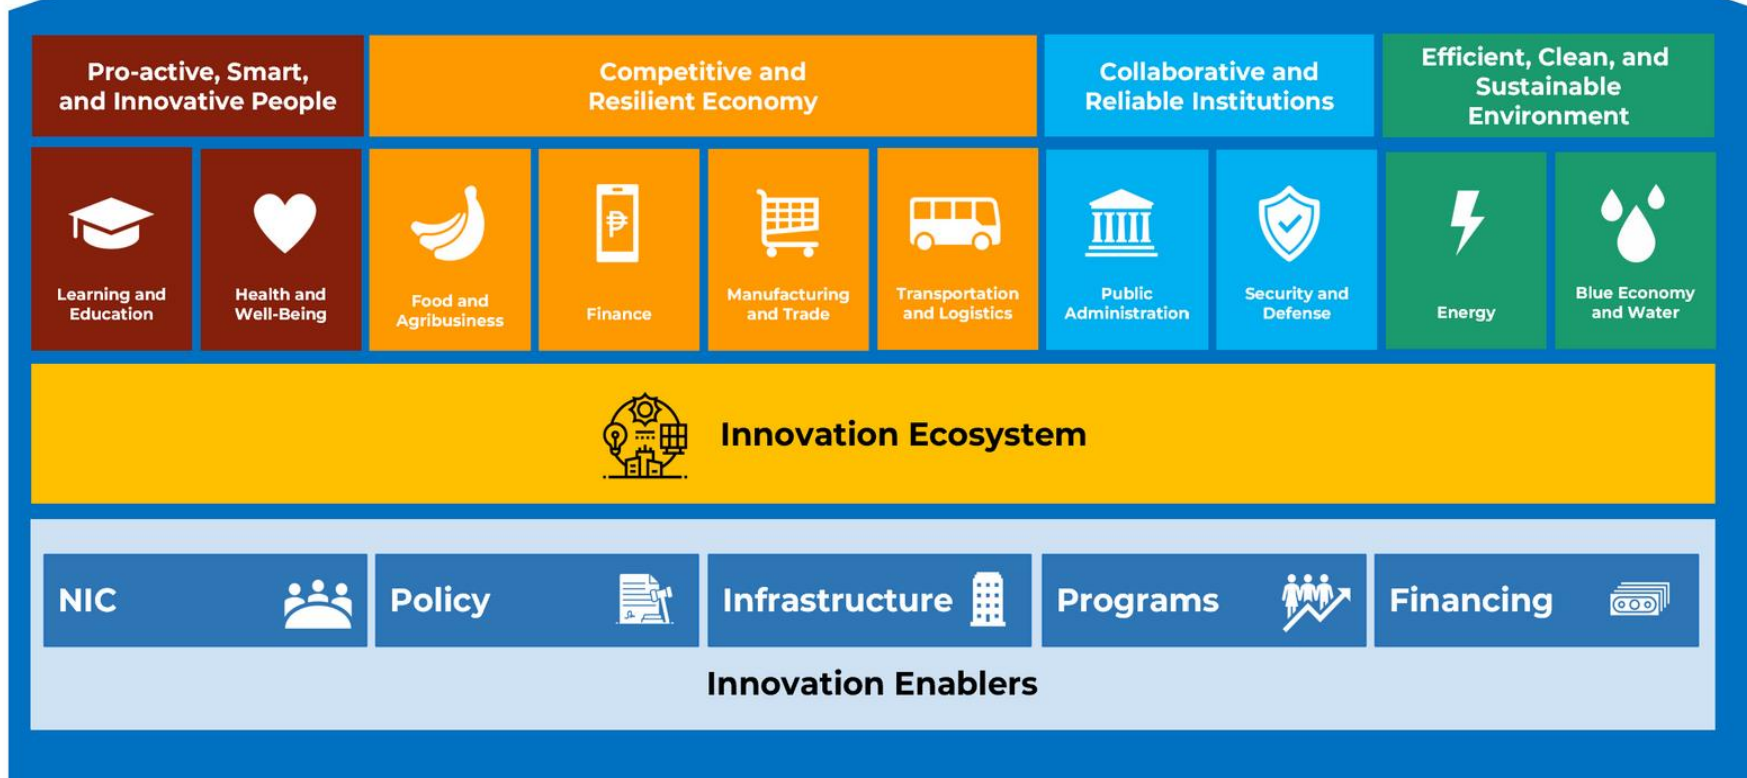 Pro-active, Smart,
and Innovative People
Competitive and
Resilient Economy
Collaborative and
Reliable Institutions
Efficient, Clean, and
Sustainable
Environment
Learning and
Education
Health and
Well-Being
Food and
Agribusiness
₱
Finance
Manufacturing
and Trade
Transportation
and Logistics
Public
Administration
Security and
Defense
Energy
Blue Economy
and Water
Innovation Ecosystem
NIC
Policy
Infrastructure
Programs
Financing
Innovation Enablers